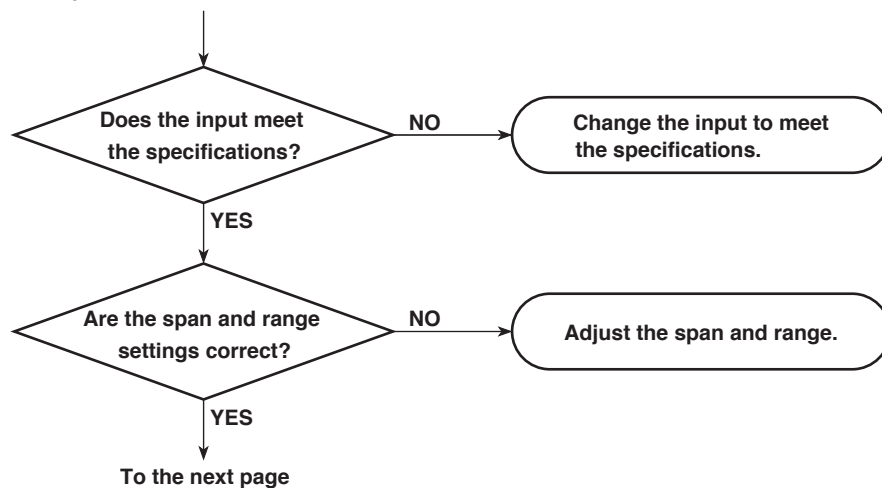 Does the input meet
the specifications?
NO
Change the input to meet
the specifications.
YES
Are the span and range
settings correct?
NO
Adjust the span and range.
YES
To the next page